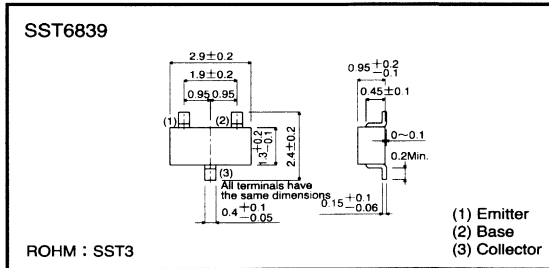 SST6839
2.9±0.2
1.9±0.2
0.95 0.95
(1)
(2)
(3)
1.3 +0.2 −0.1
2.4±0.2
All terminals have
the same dimensions
0.4 +0.1 −0.05
0.95 +0.2 −0.1
0.45±0.1
0~0.1
0.2Min.
0.15 +0.1 −0.06
(1) Emitter
(2) Base
(3) Collector
ROHM : SST3